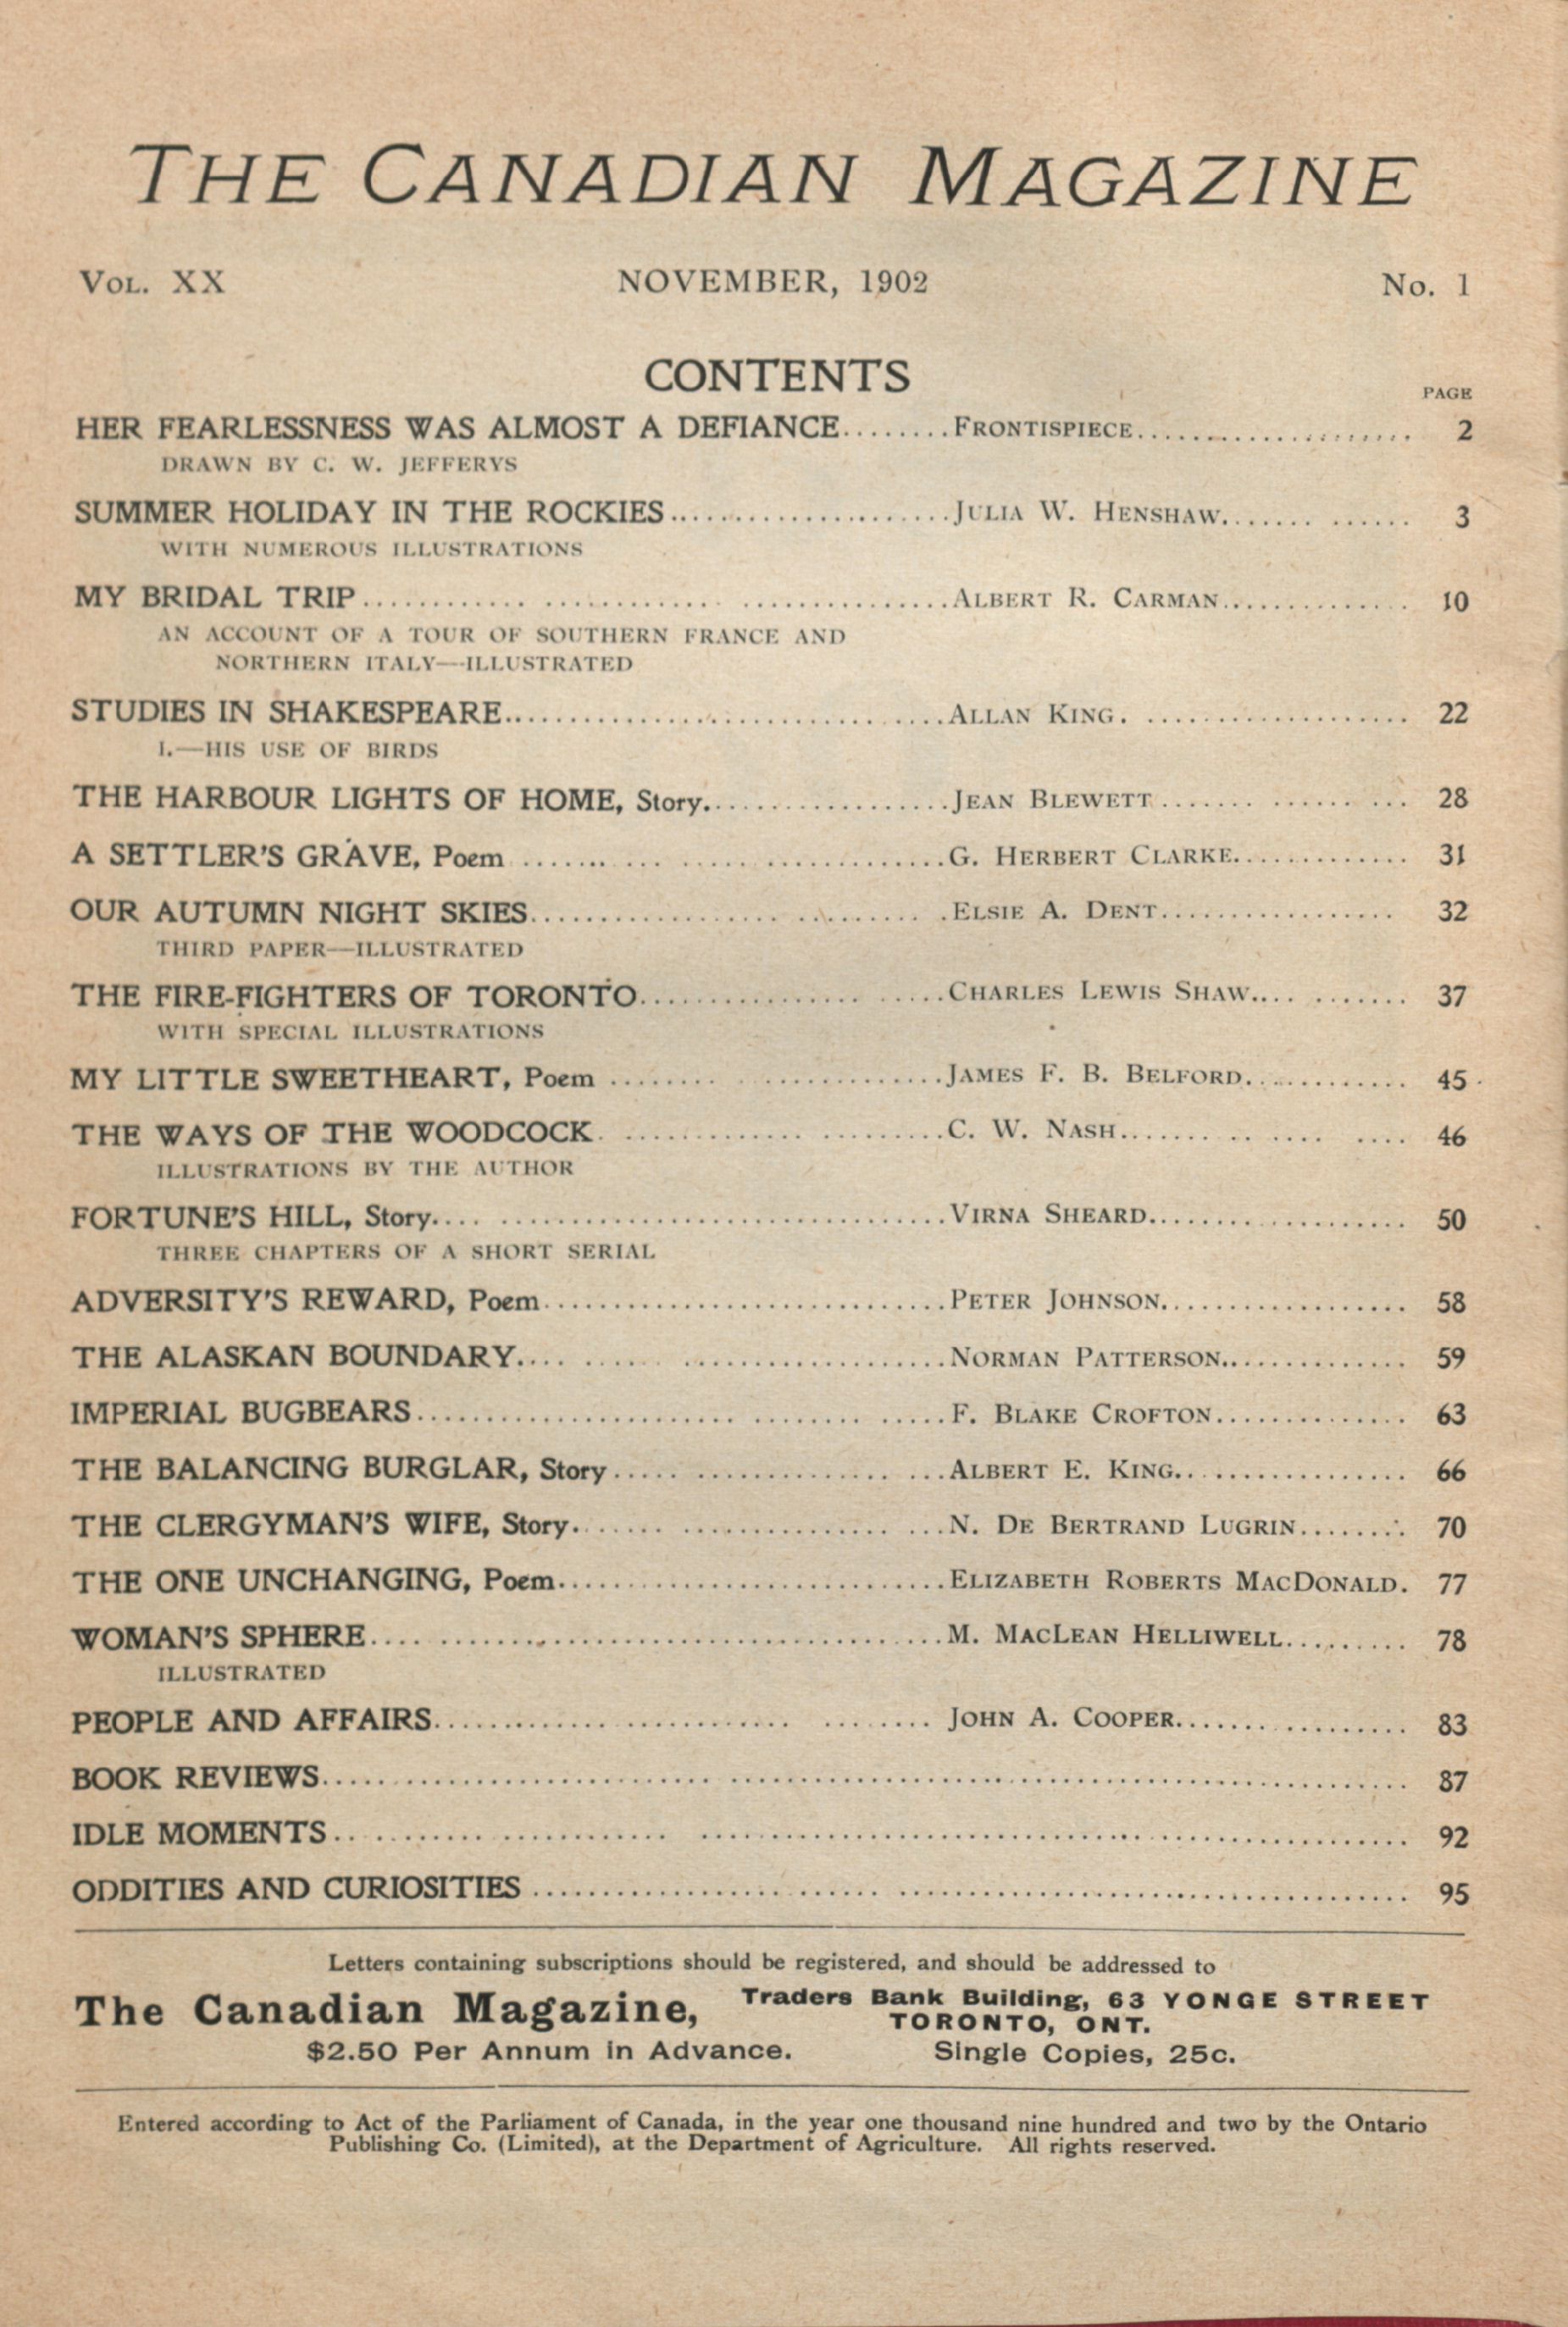 THE CANADIAN MAGAZINE
VOL. XX NOVEMBER, 1902 No. 1
CONTENTS
PAGE
HER FEARLESSNESS WAS ALMOST A DEFIANCE........FRONTISPIECE.................... 2
DRAWN BY C. W. JEFFERYS
SUMMER HOLIDAY IN THE ROCKIES....................JULIA W. HENSHAW............. 3
WITH NUMEROUS ILLUSTRATIONS
MY BRIDAL TRIP........................................ALBERT R. CARMAN.............. 10
AN ACCOUNT OF A TOUR OF SOUTHERN FRANCE AND
NORTHERN ITALY—ILLUSTRATED
STUDIES IN SHAKESPEARE................................ALLAN KING.................... 22
I.—HIS USE OF BIRDS
THE HARBOUR LIGHTS OF HOME, Story..................JEAN BLEWETT.................. 28
A SETTLER'S GRAVE, Poem..............................G. HERBERT CLARKE............. 31
OUR AUTUMN NIGHT SKIES..............................ELSIE A. DENT................. 32
THIRD PAPER—ILLUSTRATED
THE FIRE-FIGHTERS OF TORONTO......................CHARLES LEWIS SHAW........... 37
WITH SPECIAL ILLUSTRATIONS
MY LITTLE SWEETHEART, Poem........................JAMES F. B. BELFORD............ 45
THE WAYS OF THE WOODCOCK........................C. W. NASH.................... 46
ILLUSTRATIONS BY THE AUTHOR
FORTUNE'S HILL, Story..................................VIRNA SHEARD................... 50
THREE CHAPTERS OF A SHORT SERIAL
ADVERSITY'S REWARD, Poem.............................PETER JOHNSON.................. 58
THE ALASKAN BOUNDARY..............................NORMAN PATTERSON.............. 59
IMPERIAL BUGBEARS....................................F. BLAKE CROFTON.............. 63
THE BALANCING BURGLAR, Story........................ALBERT E. KING................. 66
THE CLERGYMAN'S WIFE, Story..........................N. DE BERTRAND LUGRIN........ 70
THE ONE UNCHANGING, Poem............................ELIZABETH ROBERTS MACDONALD. 77
WOMAN'S SPHERE........................................M. MACLEAN HELLIWELL......... 78
ILLUSTRATED
PEOPLE AND AFFAIRS.................................... JOHN A. COOPER................. 83
BOOK REVIEWS........................................................................ 87
IDLE MOMENTS........................................................................ 92
ODDITIES AND CURIOSITIES............................................................ 95
Letters containing subscriptions should be registered, and should be addressed to
The Canadian Magazine, Traders Bank Building, 63 YONGE STREET
TORONTO, ONT.
$2.50 Per Annum in Advance. Single Copies, 25c.
Entered according to Act of the Parliament of Canada, in the year one thousand nine hundred and two by the Ontario
Publishing Co. (Limited), at the Department of Agriculture. All rights reserved.